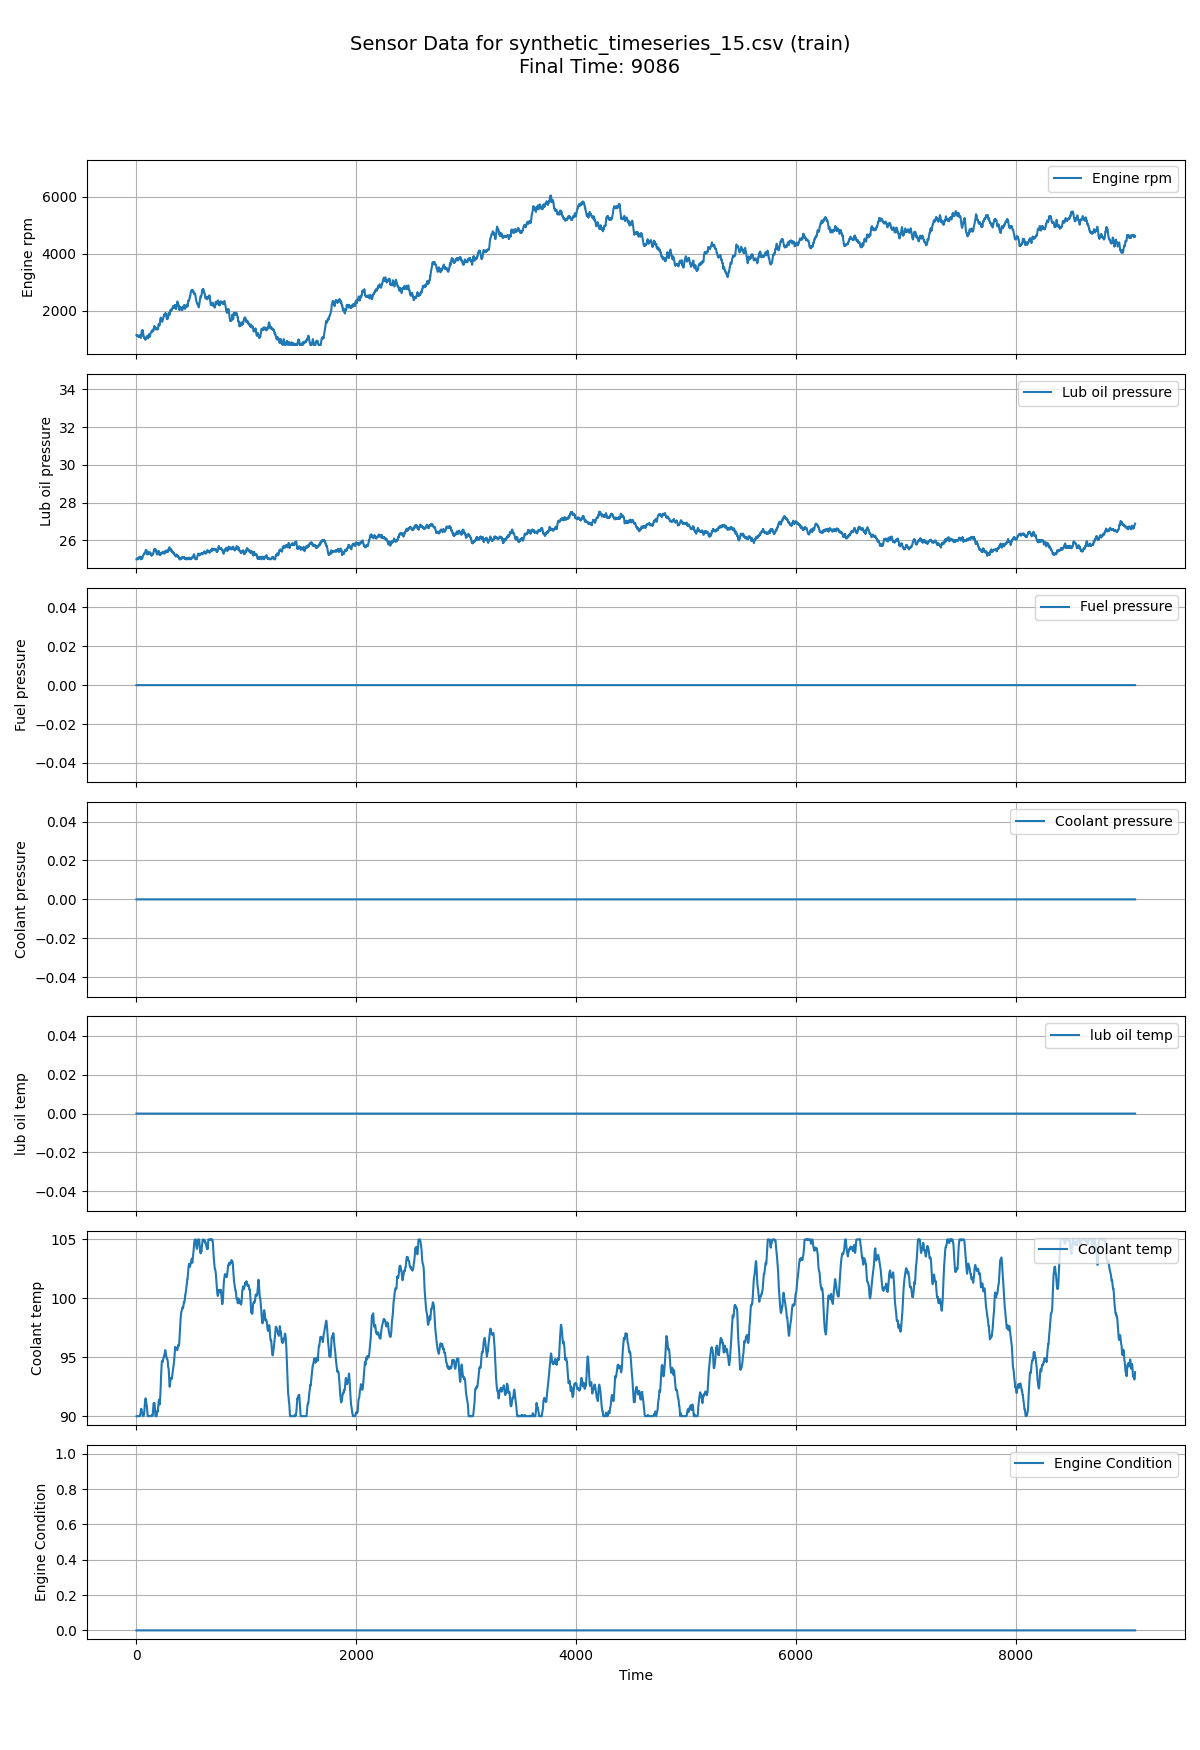 Sensor Data for synthetic_timeseries_15.csv (train)
Final Time: 9086
Engine rpm
6000
4000
2000
Engine rpm
Lub oil pressure
34
32
30
28
26
Lub oil pressure
Fuel pressure
0.04
0.02
0.00
−0.02
−0.04
Fuel pressure
Coolant pressure
0.04
0.02
0.00
−0.02
−0.04
Coolant pressure
lub oil temp
0.04
0.02
0.00
−0.02
−0.04
lub oil temp
Coolant temp
105
100
95
90
Coolant temp
Engine Condition
1.0
0.8
0.6
0.4
0.2
0.0
Engine Condition
0 2000 4000 6000 8000
Time